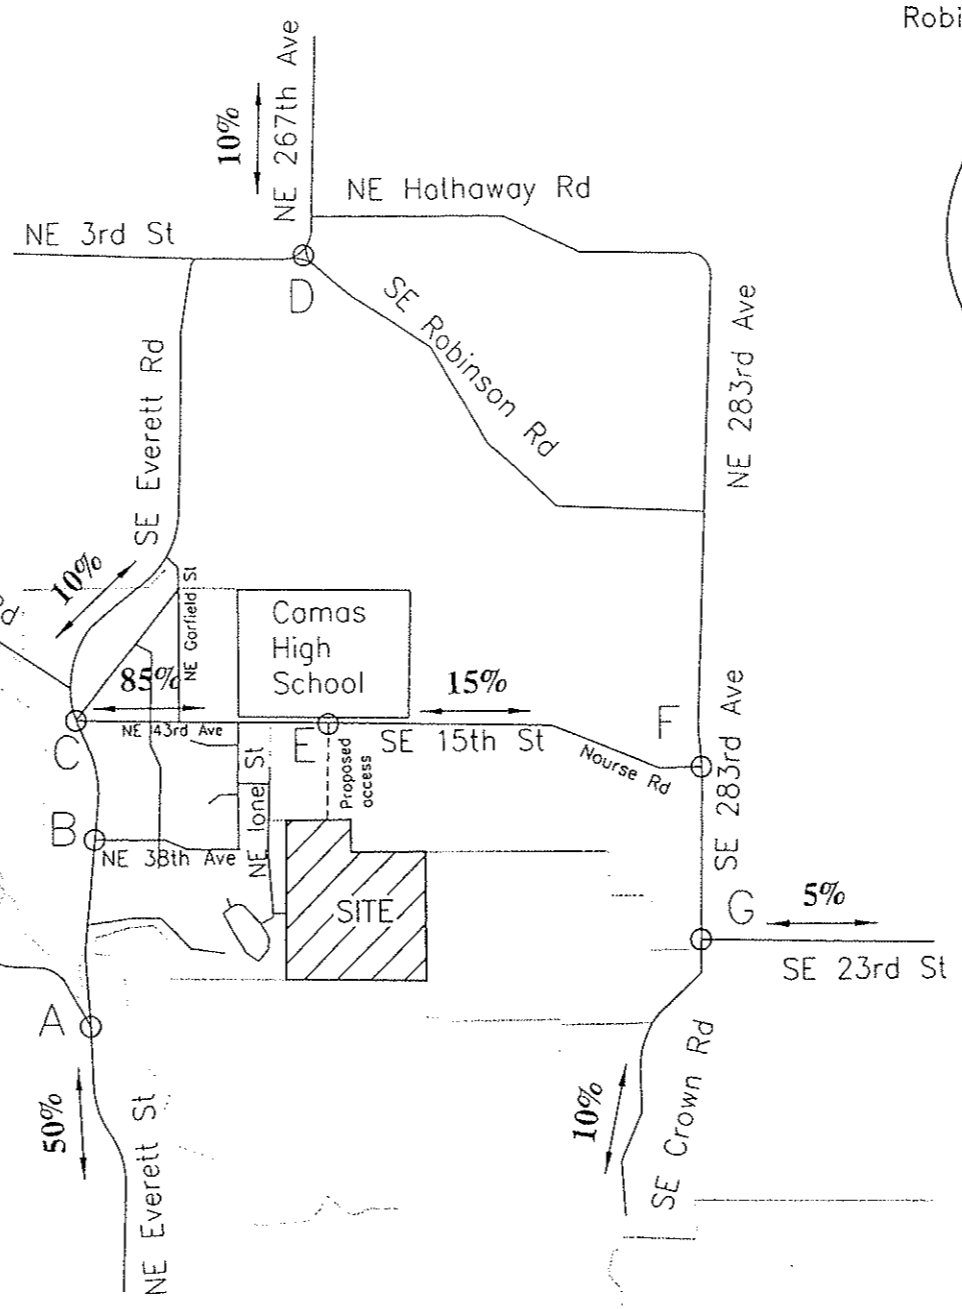 Robi
NE 267th Ave
10%
NE Hathaway Rd
NE 3rd St
D
SE Robinson Rd
NE 283rd Ave
SE Everett Rd
10%
Rd
NE Garfield St
Camas
High
School
85%
15%
C
NE 43rd Ave
E
SE 15th St
F
Nourse Rd
SE 283rd Ave
Proposed
access
NE Ione St
B
NE 38th Ave
SITE
G
5%
SE 23rd St
A
50%
NE Everett St
10%
SE Crown Rd